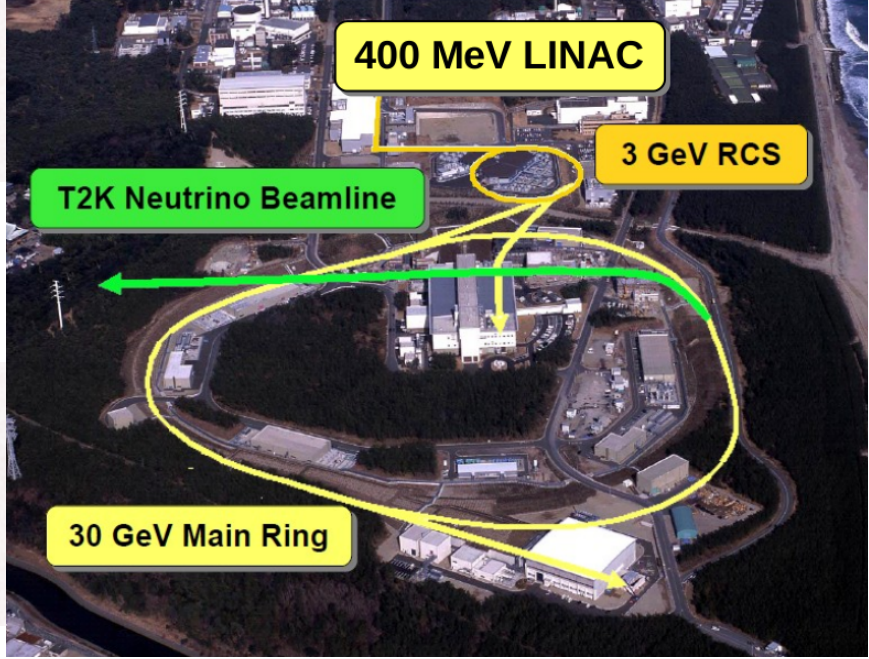 400 MeV LINAC
3 GeV RCS
T2K Neutrino Beamline
30 GeV Main Ring